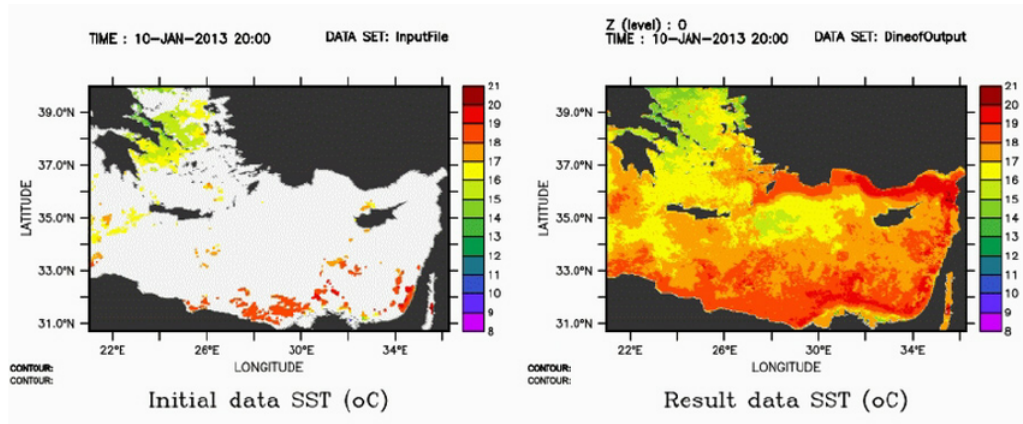 TIME : 10-JAN-2013 20:00 DATA SET: InputFile
21
20
19
18
17
16
15
14
13
12
11
10
9
8
39.0°N
37.0°N
35.0°N
33.0°N
31.0°N
LATITUDE
22°E 26°E 30°E 34°E
LONGITUDE
CONTOUR:
CONTOUR:
Initial data SST (oC)
Z (level) : 0
TIME : 10-JAN-2013 20:00 DATA SET: DineofOutput
21
20
19
18
17
16
15
14
13
12
11
10
9
8
39.0°N
37.0°N
35.0°N
33.0°N
31.0°N
LATITUDE
22°E 26°E 30°E 34°E
LONGITUDE
CONTOUR:
CONTOUR:
Result data SST (oC)